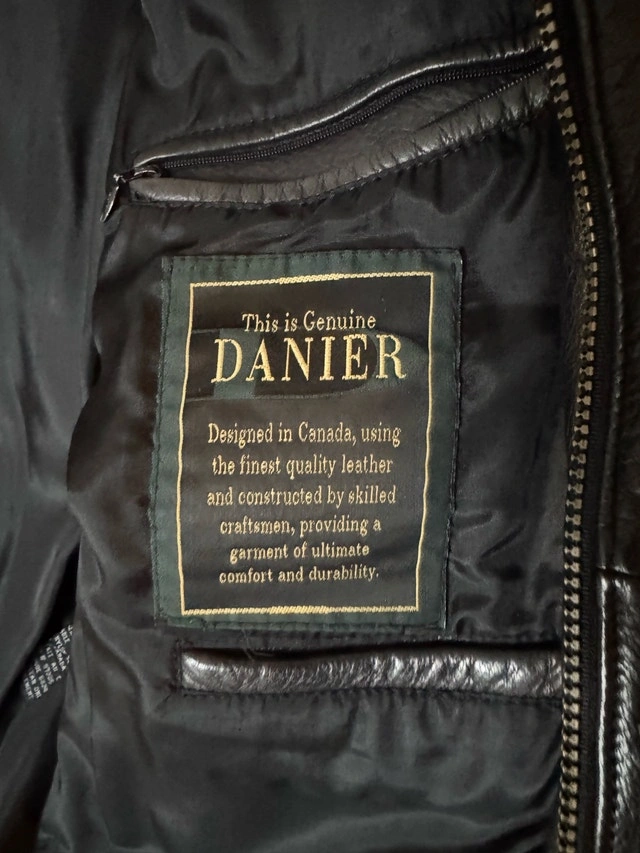 This is Genuine
DANIER
Designed in Canada, using
the finest quality leather
and constructed by skilled
craftsmen, providing a
garment of ultimate
comfort and durability.